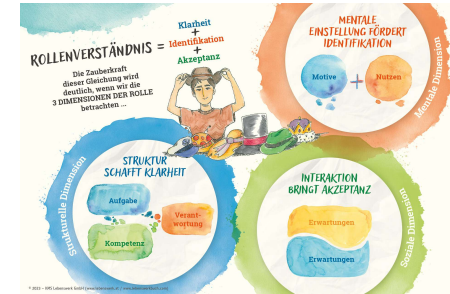 ROLLENVERSTÄNDNIS =
Klarheit
+
Identifikation
+
Akzeptanz
Die Zauberkraft
dieser Gleichung wird
deutlich, wenn wir die
3 DIMENSIONEN DER ROLLE
betrachten ...
MENTALE
EINSTELLUNG FÖRDERT
IDENTIFIKATION
Motive
+
Nutzen
Mentale Dimension
STRUKTUR
SCHAFFT KLARHEIT
Aufgabe
Verant-
wortung
Kompetenz
Strukturelle Dimension
INTERAKTION
BRINGT AKZEPTANZ
Erwartungen
Erwartungen
Soziale Dimension
© 2023 –